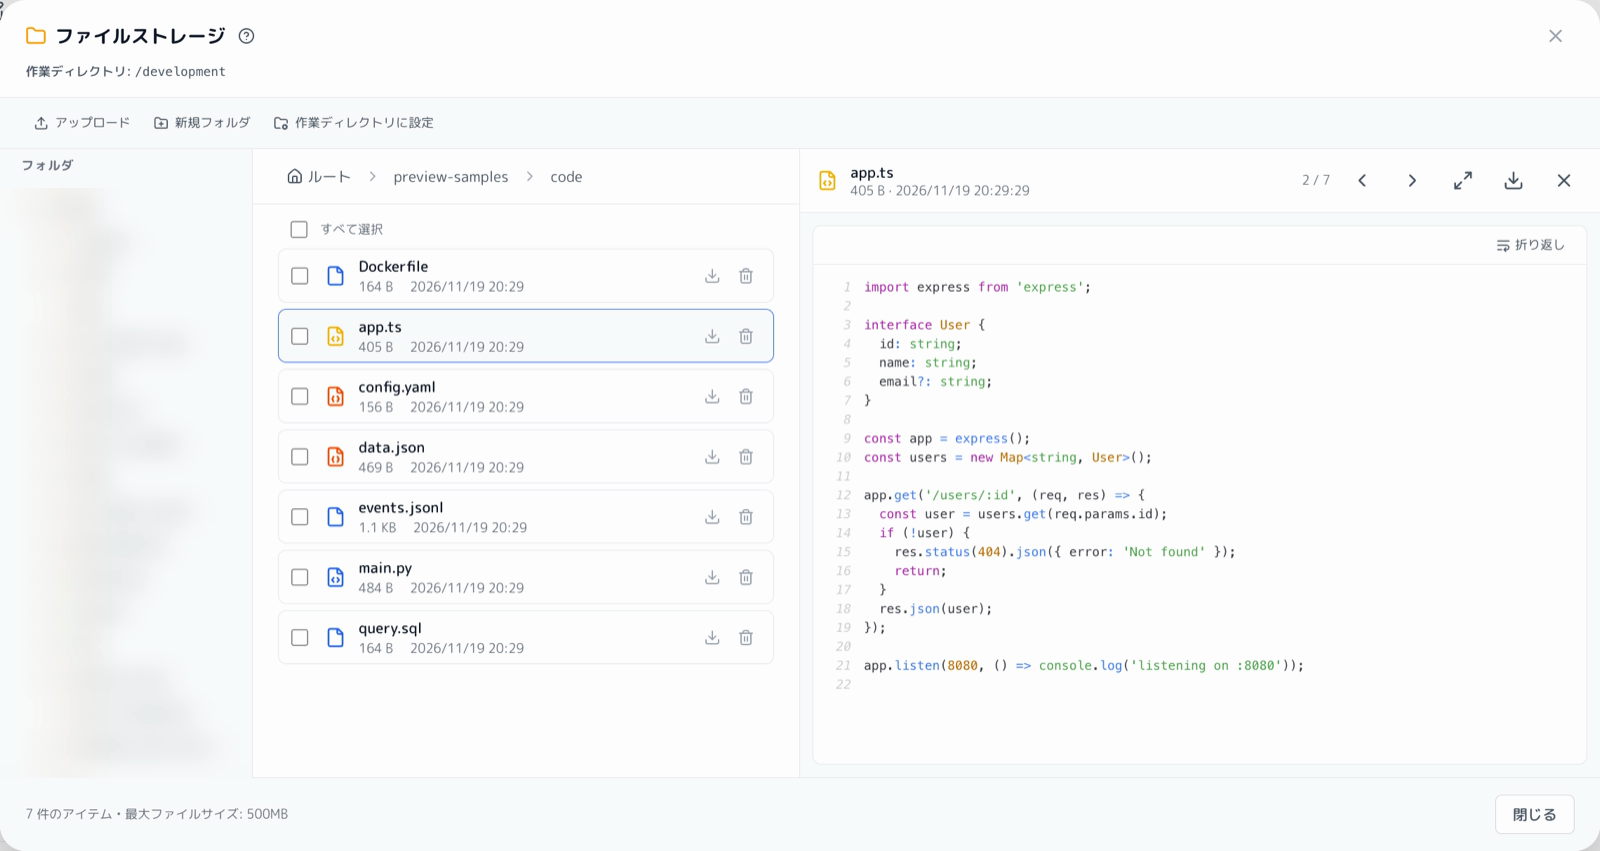 ファイルストレージ
作業ディレクトリ: /development
アップロード 新規フォルダ 作業ディレクトリに設定
フォルダ
ルート > preview-samples > code
すべて選択
Dockerfile
164 B 2026/11/19 20:29
app.ts
405 B 2026/11/19 20:29
config.yaml
156 B 2026/11/19 20:29
data.json
469 B 2026/11/19 20:29
events.jsonl
1.1 KB 2026/11/19 20:29
main.py
484 B 2026/11/19 20:29
query.sql
164 B 2026/11/19 20:29
app.ts
405 B · 2026/11/19 20:29:29
2 / 7
折り返し
1 import express from 'express';
2
3 interface User {
4   id: string;
5   name: string;
6   email?: string;
7 }
8
9 const app = express();
10 const users = new Map<string, User>();
11
12 app.get('/users/:id', (req, res) => {
13   const user = users.get(req.params.id);
14   if (!user) {
15     res.status(404).json({ error: 'Not found' });
16     return;
17   }
18   res.json(user);
19 });
20
21 app.listen(8080, () => console.log('listening on :8080'));
22
7 件のアイテム・最大ファイルサイズ: 500MB
閉じる